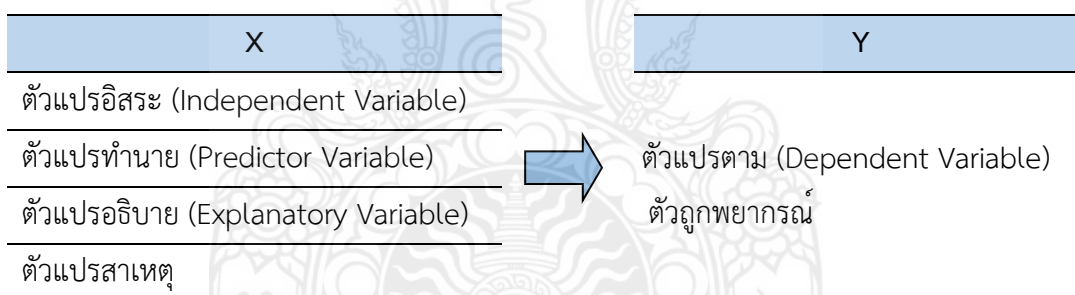 X
ตัวแปรอิสระ (Independent Variable)
ตัวแปรทำนาย (Predictor Variable)
ตัวแปรอธิบาย (Explanatory Variable)
ตัวแปรสาเหตุ
Y
ตัวแปรตาม (Dependent Variable)
ตัวถูกพยากรณ์